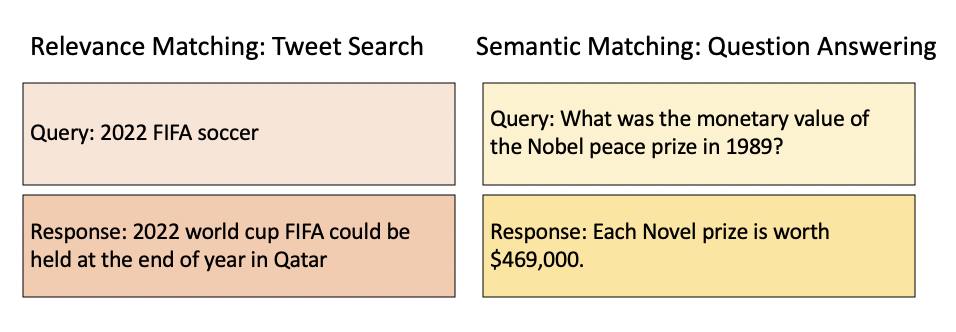 Relevance Matching: Tweet Search
Query: 2022 FIFA soccer
Response: 2022 world cup FIFA could be
held at the end of year in Qatar
Semantic Matching: Question Answering
Query: What was the monetary value of
the Nobel peace prize in 1989?
Response: Each Novel prize is worth
$469,000.